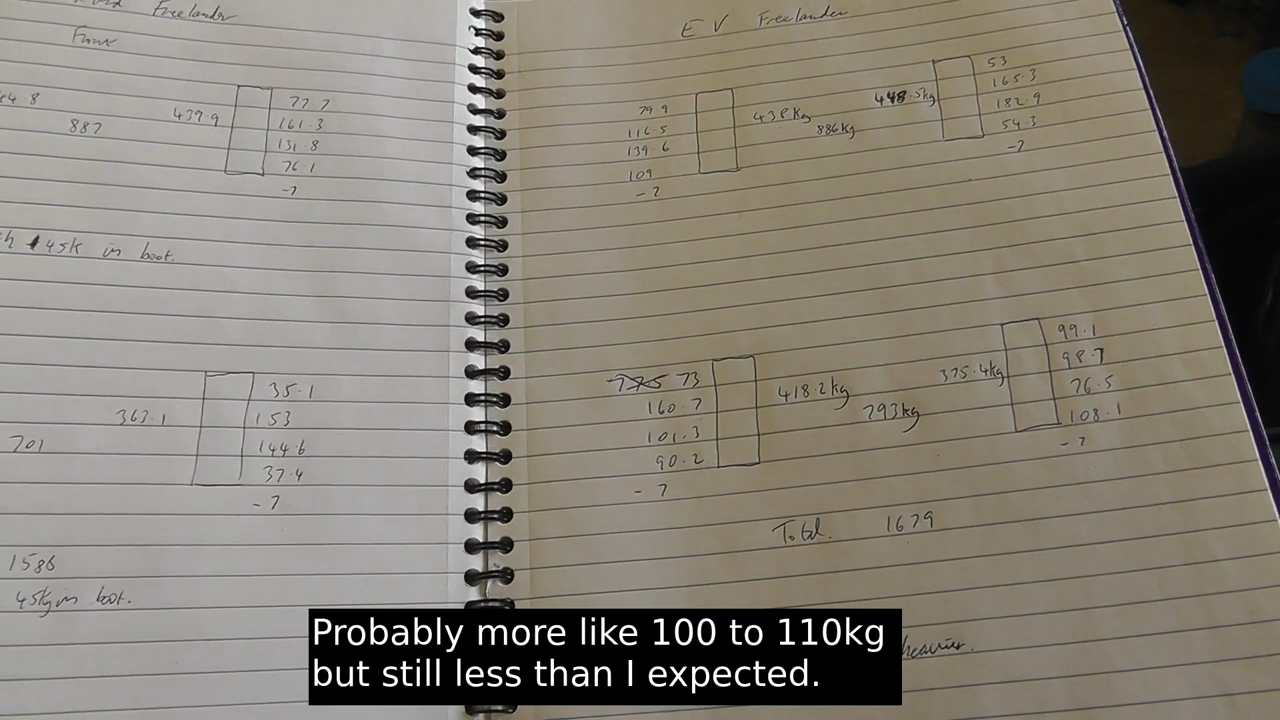 Freelander
Front
887
439.9
77.7
161.3
131.8
76.1
-7
45K in boot.
363.1
701
35.1
153
144.6
37.4
-7
1586
45kg in boot.
EV Freelander
79.9
116.5
139.6
109
-7
438Kg
886Kg
448.5kg
53
165.3
182.9
54.3
-7
73
160.7
101.3
90.2
-7
418.2kg
793kg
375.4kg
99.1
98.7
76.5
108.1
-7
Total. 1679
heavier.
Probably more like 100 to 110kg
but still less than I expected.